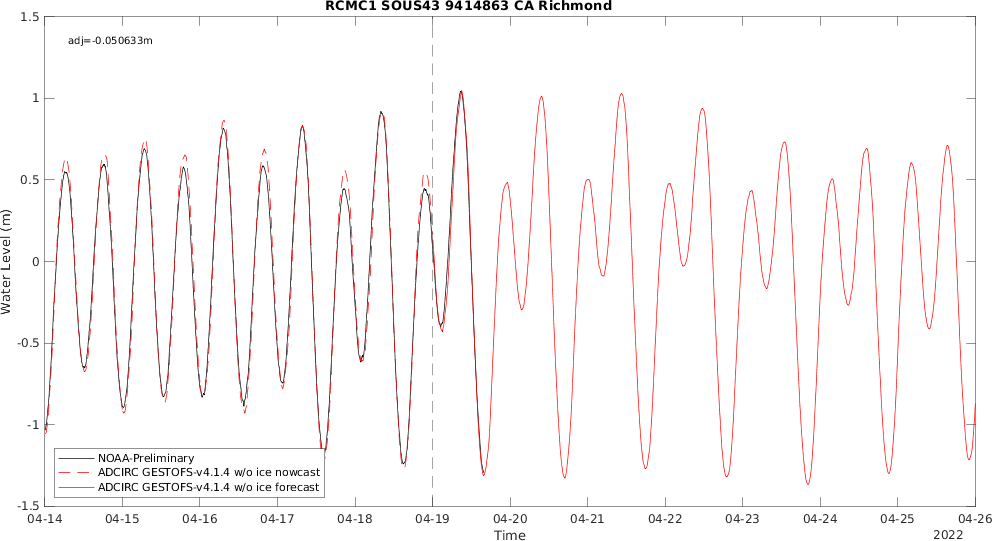 RCMC1 SOUS43 9414863 CA Richmond
adj=-0.050633m
Water Level (m)
1.5
1
0.5
0
-0.5
-1
-1.5
NOAA-Preliminary
ADCIRC GESTOFS-v4.1.4 w/o ice nowcast
ADCIRC GESTOFS-v4.1.4 w/o ice forecast
04-14 04-15 04-16 04-17 04-18 04-19 04-20 04-21 04-22 04-23 04-24 04-25 04-26
Time
2022